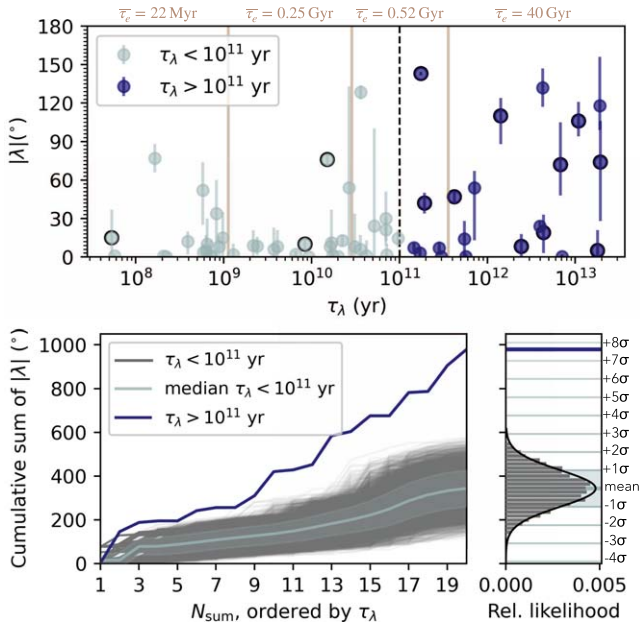 τₑ = 22 Myr τₑ = 0.25 Gyr τₑ = 0.52 Gyr τₑ = 40 Gyr
180
150
120
90
60
30
0
|λ|(°)
τλ < 10¹¹ yr
τλ > 10¹¹ yr
10⁸ 10⁹ 10¹⁰ 10¹¹ 10¹² 10¹³
τλ (yr)
1000
800
600
400
200
0
Cumulative sum of |λ| (°)
τλ < 10¹¹ yr
median τλ < 10¹¹ yr
τλ > 10¹¹ yr
1 3 5 7 9 11 13 15 17 19
Nsum, ordered by τλ
+8σ
+7σ
+6σ
+5σ
+4σ
+3σ
+2σ
+1σ
mean
-1σ
-2σ
-3σ
-4σ
0.000 0.005
Rel. likelihood